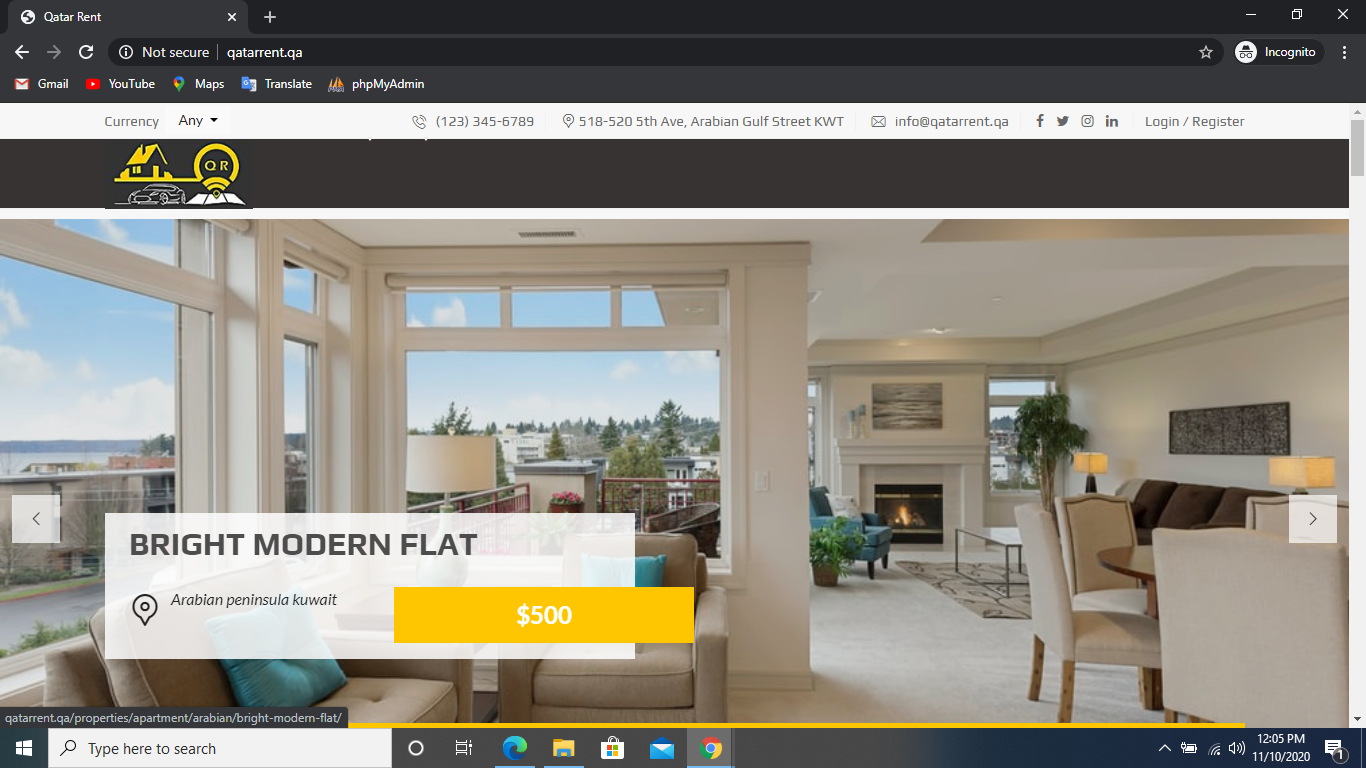 Qatar Rent
Not secure
qatarrent.qa
Incognito
Gmail
YouTube
Maps
Translate
phpMyAdmin
Currency
Any
(123) 345-6789
518-520 5th Ave, Arabian Gulf Street KWT
info@qatarrent.qa
Login / Register
QR
BRIGHT MODERN FLAT
Arabian peninsula kuwait
$500
qatarrent.qa/properties/apartment/arabian/bright-modern-flat/
Type here to search
12:05 PM
11/10/2020
1